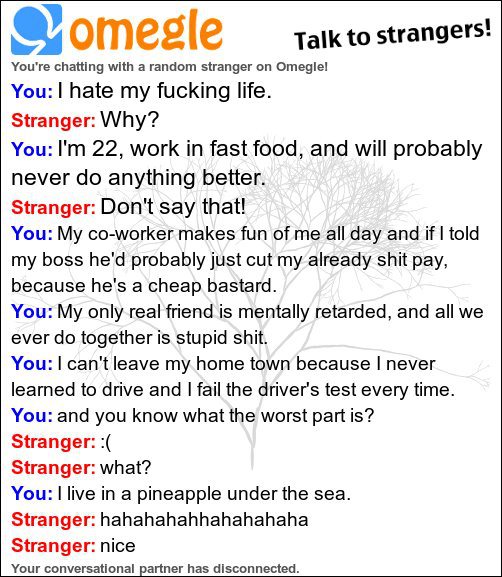 omegle
Talk to strangers!
You're chatting with a random stranger on Omegle!
You: I hate my fucking life.
Stranger: Why?
You: I'm 22, work in fast food, and will probably
never do anything better.
Stranger: Don't say that!
You: My co-worker makes fun of me all day and if I told
my boss he'd probably just cut my already shit pay,
because he's a cheap bastard.
You: My only real friend is mentally retarded, and all we
ever do together is stupid shit.
You: I can't leave my home town because I never
learned to drive and I fail the driver's test every time.
You: and you know what the worst part is?
Stranger: :(
Stranger: what?
You: I live in a pineapple under the sea.
Stranger: hahahahahhahahahaha
Stranger: nice
Your conversational partner has disconnected.